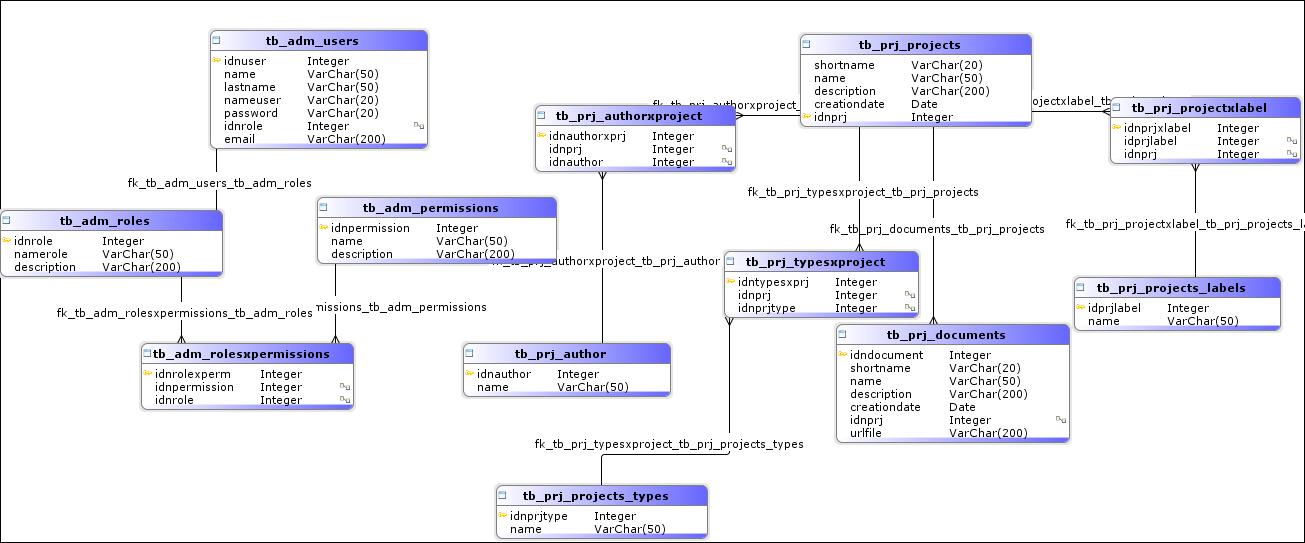 tb_adm_users
idnuser Integer
name VarChar(50)
lastname VarChar(50)
nameuser VarChar(20)
password VarChar(20)
idnrole Integer
email VarChar(200)
fk_tb_adm_users_tb_adm_roles
tb_adm_roles
idnrole Integer
namerole VarChar(50)
description VarChar(200)
tb_adm_permissions
idnpermission Integer
name VarChar(50)
description VarChar(200)
fk_tb_adm_rolesxpermissions_tb_adm_roles
missions_tb_adm_permissions
tb_adm_rolesxpermissions
idnrolexperm Integer
idnpermission Integer
idnrole Integer
fk_tb_prj_authorxproject_
tb_prj_authorxproject
idnauthorxprj Integer
idnprj Integer
idnauthor Integer
_tb_prj_authorxproject_tb_prj_author
tb_prj_author
idnauthor Integer
name VarChar(50)
tb_prj_projects
shortname VarChar(20)
name VarChar(50)
description VarChar(200)
creationdate Date
idnprj Integer
ojectxlabel_tb
tb_prj_projectxlabel
idnprjxlabel Integer
idprjlabel Integer
idnprj Integer
fk_tb_prj_typesxproject_tb_prj_projects
fk_tb_prj_documents_tb_prj_projects
fk_tb_prj_projectxlabel_tb_prj_projects_la
tb_prj_typesxproject
idntypesxprj Integer
idnprj Integer
idnprjtype Integer
tb_prj_projects_labels
idprjlabel Integer
name VarChar(50)
tb_prj_documents
idndocument Integer
shortname VarChar(20)
name VarChar(50)
description VarChar(200)
creationdate Date
idnprj Integer
urlfile VarChar(200)
fk_tb_prj_typesxproject_tb_prj_projects_types
tb_prj_projects_types
idnprjtype Integer
name VarChar(50)